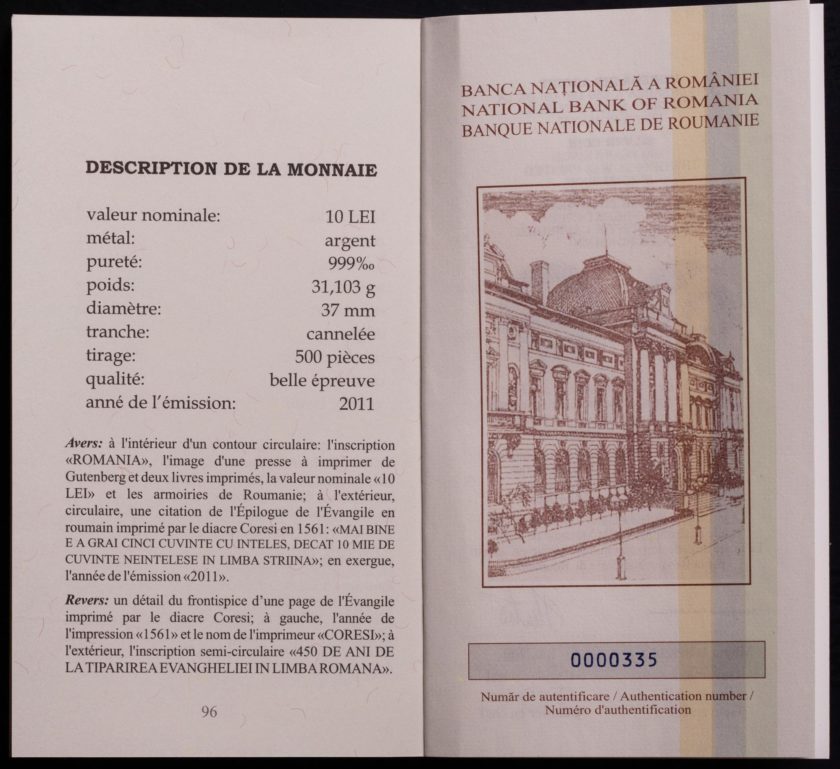 DESCRIPTION DE LA MONNAIE
valeur nominale: 10 LEI
métal: argent
pureté: 999‰
poids: 31,103 g
diamètre: 37 mm
tranche: cannelée
tirage: 500 pièces
qualité: belle épreuve
anné de l'émission: 2011
Avers: à l'intérieur d'un contour circulaire: l'inscription
«ROMANIA», l'image d'une presse à imprimer de
Gutenberg et deux livres imprimés, la valeur nominale «10
LEI» et les armoiries de Roumanie; à l'extérieur,
circulaire, une citation de l'Épilogue de l'Évangile en
roumain imprimé par le diacre Coresi en 1561: «MAI BINE
E A GRAI CINCI CUVINTE CU INTELES, DECAT 10 MIE DE
CUVINTE NEINTELESE IN LIMBA STRIINA»; en exergue,
l'année de l'émission «2011».
Revers: un détail du frontispice d'une page de l'Évangile
imprimé par le diacre Coresi; à gauche, l'année de
l'impression «1561» et le nom de l'imprimeur «CORESI»; à
l'extérieur, l'inscription semi-circulaire «450 DE ANI DE
LA TIPARIREA EVANGHELIEI IN LIMBA ROMANA».
96
BANCA NAȚIONALĂ A ROMÂNIEI
NATIONAL BANK OF ROMANIA
BANQUE NATIONALE DE ROUMANIE
0000335
Număr de autentificare / Authentication number /
Numéro d'authentification